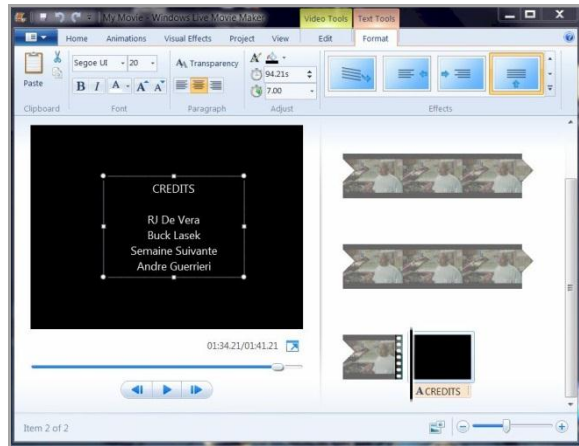 My Movie - Windows Live Movie Maker
Video Tools
Text Tools
Home
Animations
Visual Effects
Project
View
Edit
Format
Paste
Clipboard
Segoe UI
20
B I A A A
Font
Transparency
Paragraph
A
94.21s
7.00
Adjust
Effects
CREDITS
RJ De Vera
Buck Lasek
Semaine Suivante
Andre Guerrieri
01:34.21/01:41.21
A CREDITS
Item 2 of 2